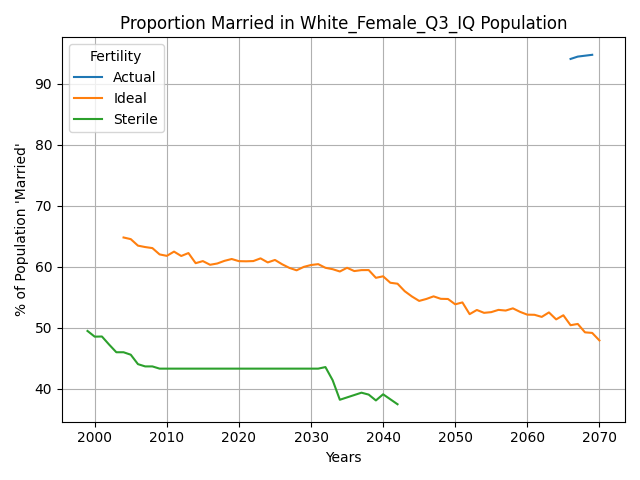 Proportion Married in White_Female_Q3_IQ Population
Fertility
Actual
Ideal
Sterile
% of Population 'Married'
90
80
70
60
50
40
2000 2010 2020 2030 2040 2050 2060 2070
Years